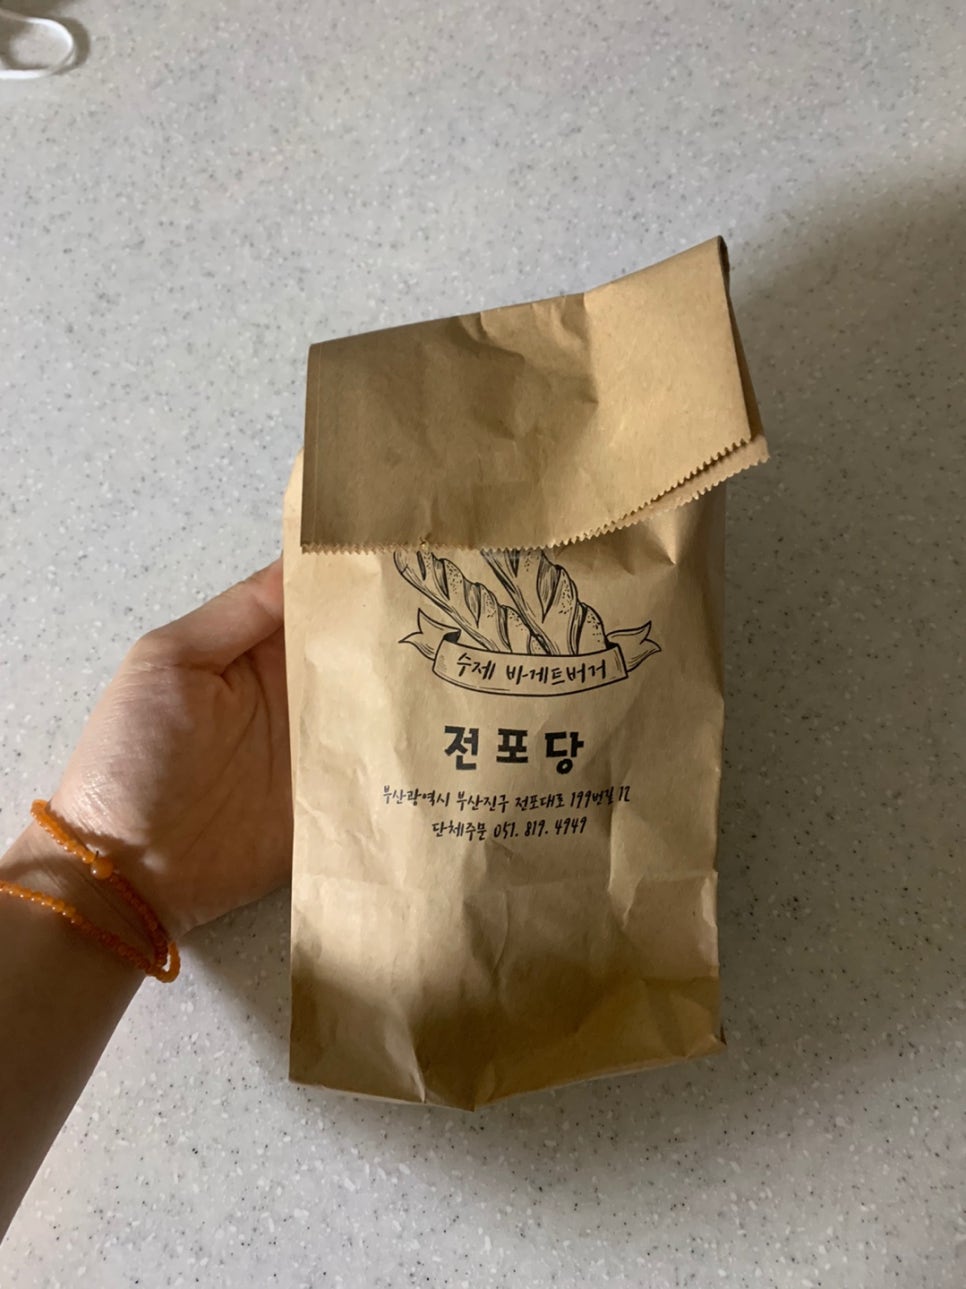 수제 바게트버거
전포당
부산광역시 부산진구 전포대로 199번길 12
단체주문 051. 819. 4949